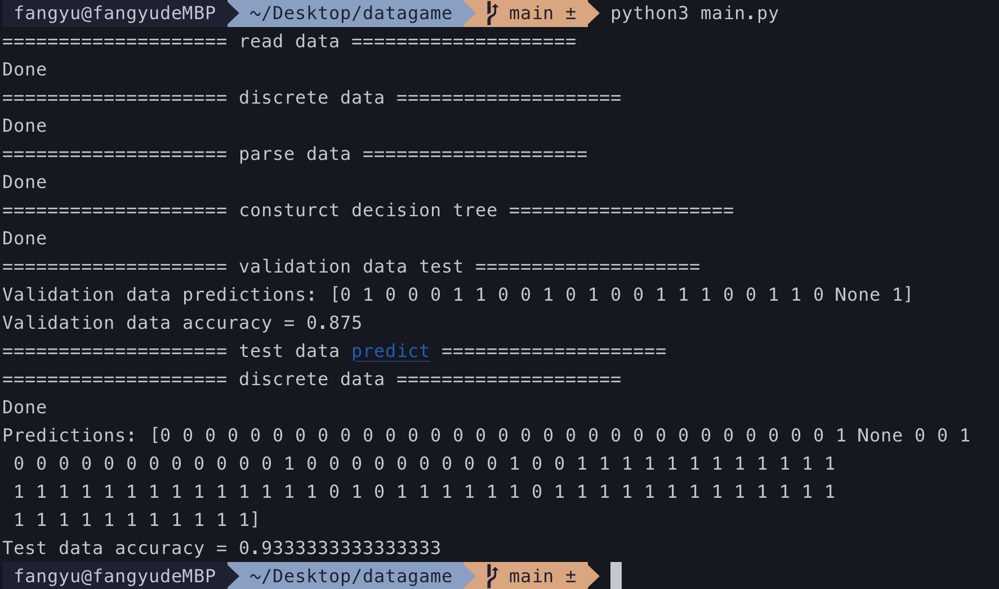 fangyu@fangyudeMBP ~/Desktop/datagame main ± python3 main.py
==================== read data ====================
Done
==================== discrete data ====================
Done
==================== parse data ====================
Done
==================== consturct decision tree ====================
Done
==================== validation data test ====================
Validation data predictions: [0 1 0 0 0 1 1 0 0 1 0 1 0 0 1 1 1 0 0 1 1 0 None 1]
Validation data accuracy = 0.875
==================== test data predict ====================
==================== discrete data ====================
Done
Predictions: [0 0 0 0 0 0 0 0 0 0 0 0 0 0 0 0 0 0 0 0 0 0 0 0 0 0 0 0 0 0 1 None 0 0 1
0 0 0 0 0 0 0 0 0 0 0 0 1 0 0 0 0 0 0 0 0 0 1 0 0 1 1 1 1 1 1 1 1 1 1 1 1
1 1 1 1 1 1 1 1 1 1 1 1 1 1 0 1 0 1 1 1 1 1 1 0 1 1 1 1 1 1 1 1 1 1 1 1 1
1 1 1 1 1 1 1 1 1 1 1]
Test data accuracy = 0.9333333333333333
fangyu@fangyudeMBP ~/Desktop/datagame main ±